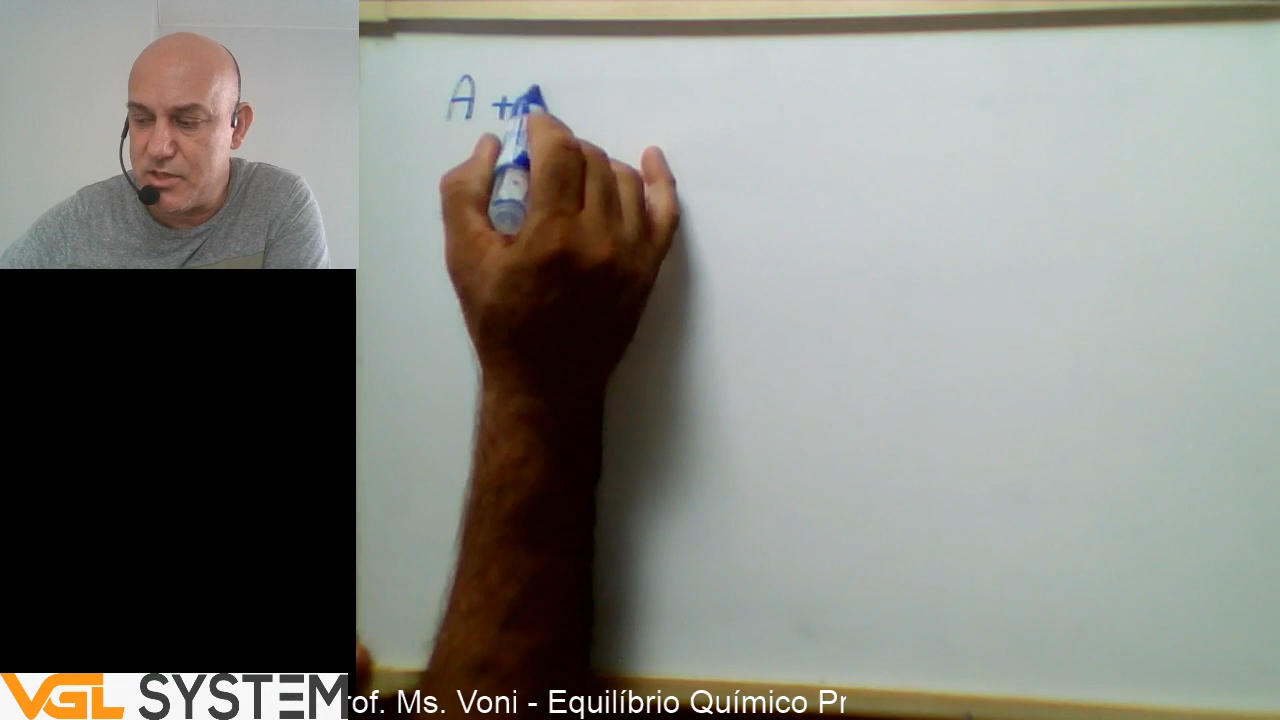 A +
VGL SYSTEM
rof. Ms. Voni - Equilíbrio Químico Pr